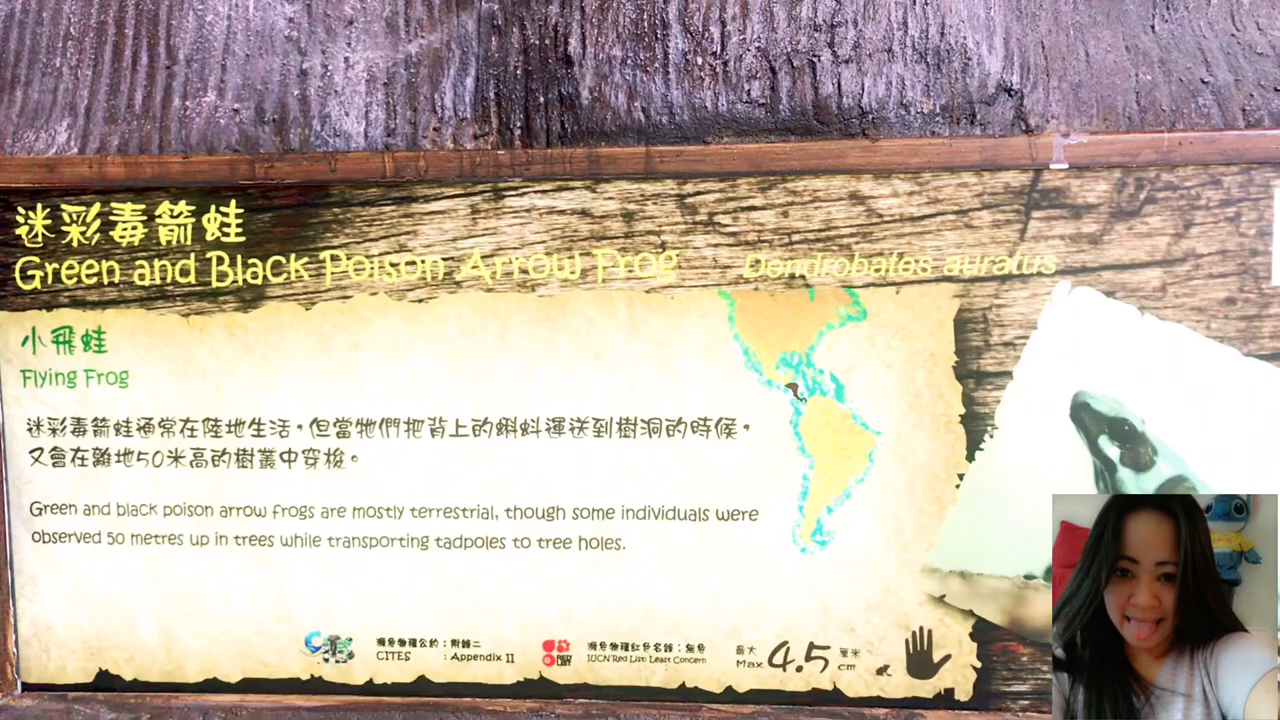 迷彩毒箭蛙
Green and Black Poison Arrow Frog Dendrobates auratus
小飛蛙
Flying Frog
迷彩毒箭蛙通常在陸地生活，但當牠們把背上的蝌蚪運送到樹洞的時候，
又會在離地50米高的樹叢中穿梭。
Green and black poison arrow frogs are mostly terrestrial, though some individuals were
observed 50 metres up in trees while transporting tadpoles to tree holes.
瀕危物種公約：附錄二
CITES : Appendix II
瀕危物種紅色名錄：無危
IUCN Red List: Least Concern
最大 4.5 厘米
Max cm